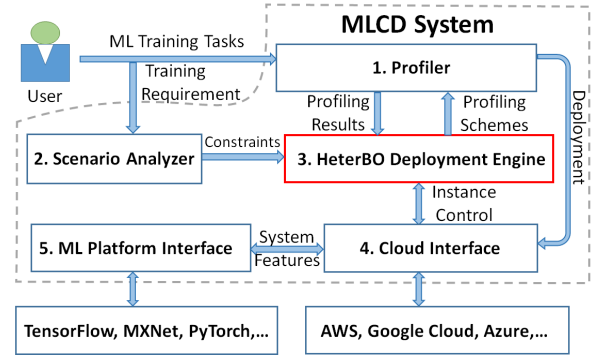 MLCD System
ML Training Tasks
User
Training
Requirement
1. Profiler
Profiling
Results
Profiling
Schemes
Deployment
2. Scenario Analyzer
Constraints
3. HeterBO Deployment Engine
Instance
Control
5. ML Platform Interface
System
Features
4. Cloud Interface
TensorFlow, MXNet, PyTorch,...
AWS, Google Cloud, Azure,...